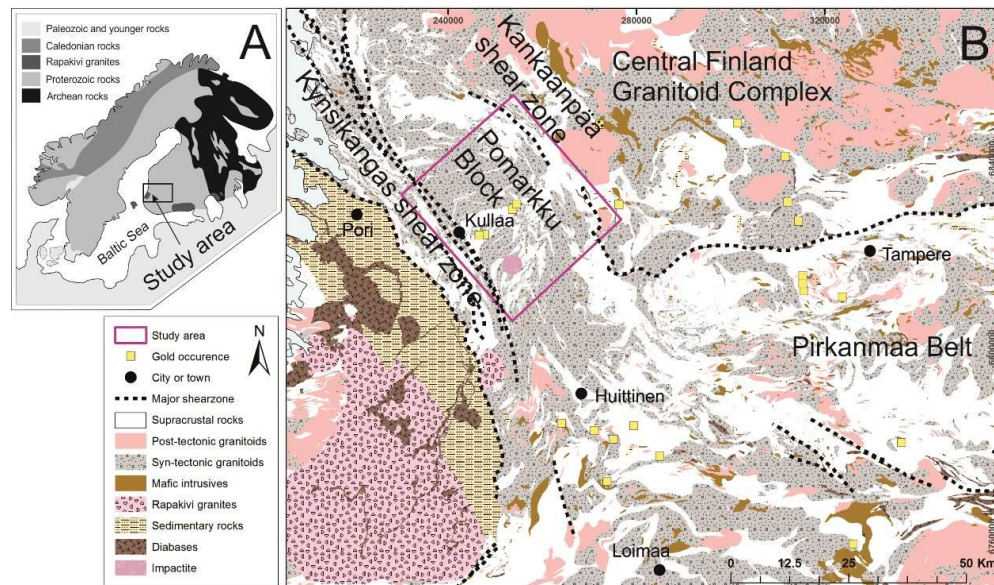 Paleozoic and younger rocks
Caledonian rocks
Rapakivi granites
Proterozoic rocks
Archean rocks
A
Baltic Sea
Study area
N
Study area
Gold occurence
City or town
Major shearzone
Supracrustal rocks
Post-tectonic granitoids
Syn-tectonic granitoids
Mafic intrusives
Rapakivi granites
Sedimentary rocks
Diabases
Impactite
240000
280000
320000
B
Kankaanpaa
shear zone
Central Finland
Granitoid Complex
Kynsikangas shear zone
Pomarkku
Block
Pori
Kullaa
Tampere
Pirkanmaa Belt
Huittinen
Loimaa
0 12.5 25 50 Km